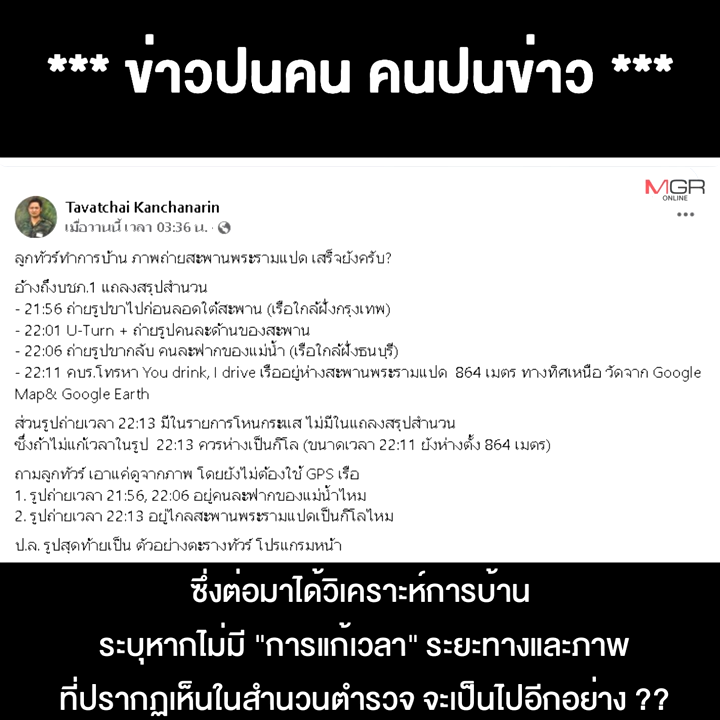 *** ข่าวปนคน คนปนข่าว ***
MGR
ONLINE
Tavatchai Kanchanarin
เมื่อวานนี้ เวลา 03:36 น. ·
ลูกทัวร์ทำการบ้าน ภาพถ่ายสะพานพระรามแปด เสร็จยังครับ?
อ้างถึงบชภ.1 แถลงสรุปสำนวน
- 21:56 ถ่ายรูปขาไปก่อนลอดใต้สะพาน (เรือใกล้ฝั่งกรุงเทพ)
- 22:01 U-Turn + ถ่ายรูปคนละด้านของสะพาน
- 22:06 ถ่ายรูปขากลับ คนละฟากของแม่น้ำ (เรือใกล้ฝั่งธนบุรี)
- 22:11 คบร.โทรหา You drink, I drive เรืออยู่ห่างสะพานพระรามแปด 864 เมตร ทางทิศเหนือ วัดจาก Google
Map& Google Earth
ส่วนรูปถ่ายเวลา 22:13 มีในรายการโหนกระแส ไม่มีในแถลงสรุปสำนวน
ซึ่งถ้าไม่แก้เวลาในรูป 22:13 ควรห่างเป็นกิโล (ขนาดเวลา 22:11 ยังห่างตั้ง 864 เมตร)
ถามลูกทัวร์ เอาแค่ดูจากภาพ โดยยังไม่ต้องใช้ GPS เรือ
1. รูปถ่ายเวลา 21:56, 22:06 อยู่คนละฟากของแม่น้ำไหม
2. รูปถ่ายเวลา 22:13 อยู่ไกลสะพานพระรามแปดเป็นกิโลไหม
ป.ล. รูปสุดท้ายเป็น ตัวอย่างตะรางทัวร์ โปรแกรมหน้า
ซึ่งต่อมาได้วิเคราะห์การบ้าน
ระบุหากไม่มี "การแก้เวลา" ระยะทางและภาพ
ที่ปรากฏเห็นในสำนวนตำรวจ จะเป็นไปอีกอย่าง ??